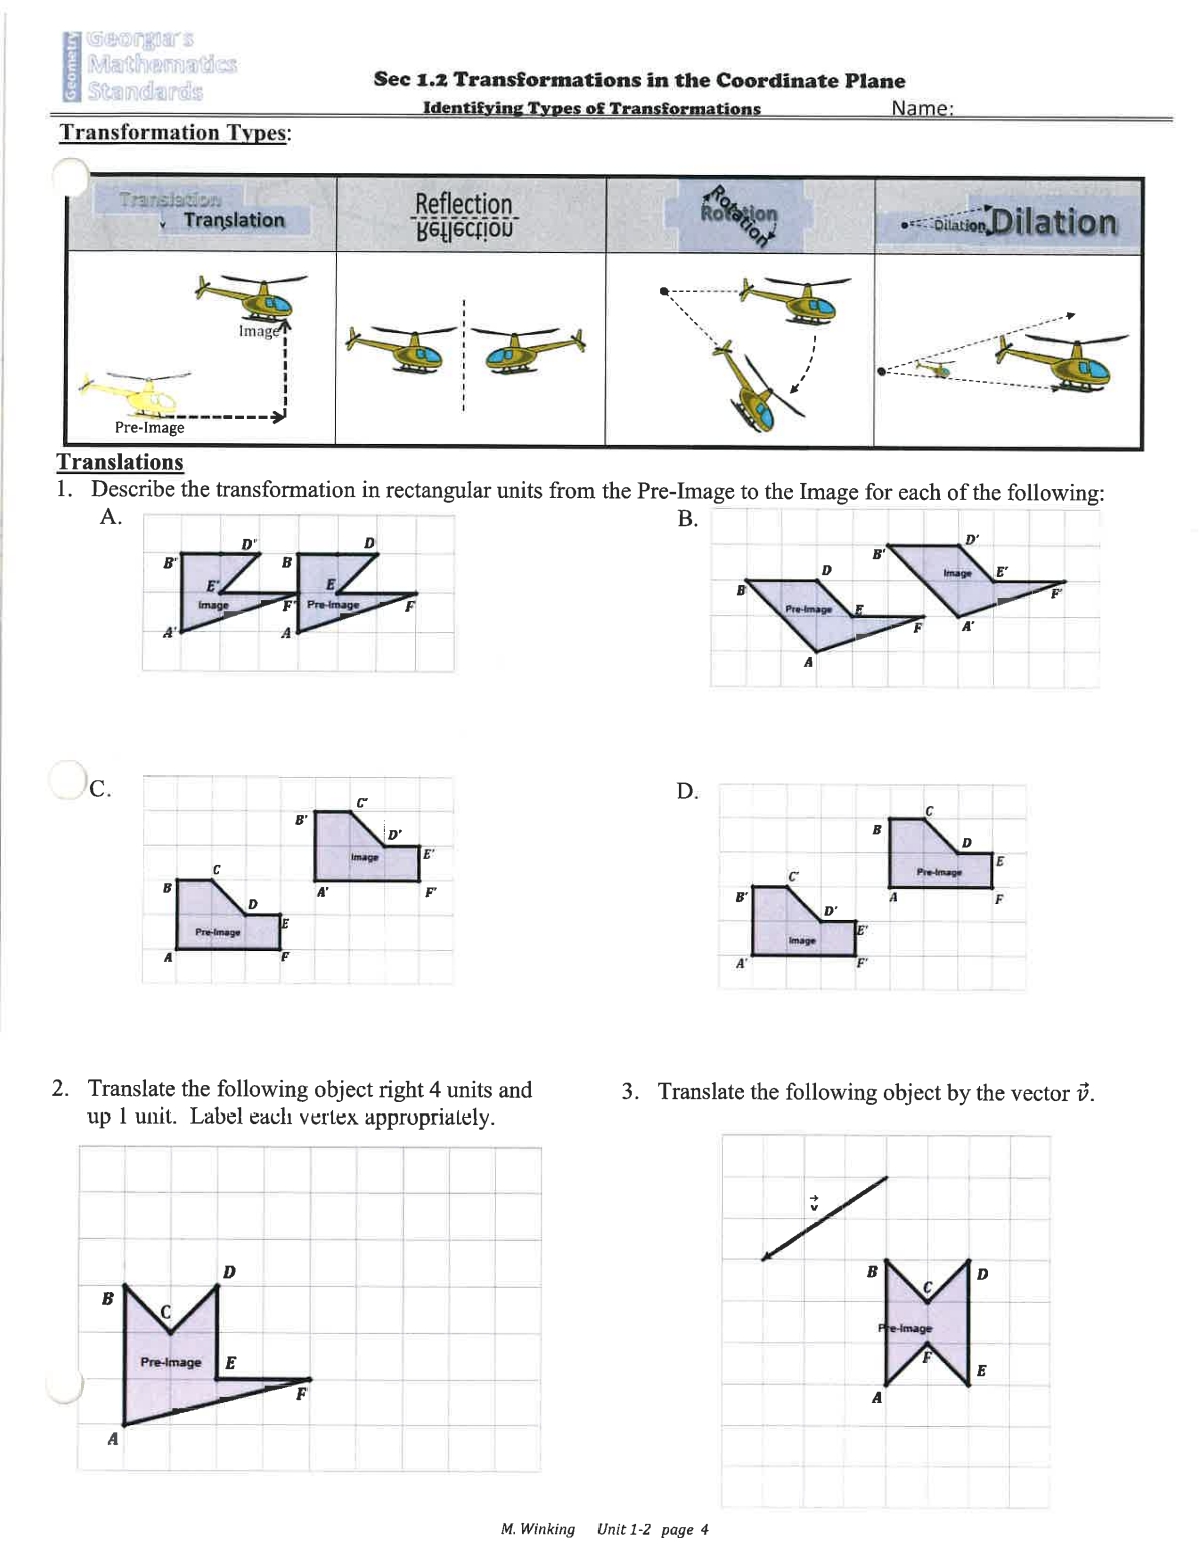 Geometry
Georgia's
Mathematics
Standards
Sec 1.2 Transformations in the Coordinate Plane
Identifying Types of Transformations
Name:
Transformation Types:
Translation
Translation
Reflection
Reflection
Rotation
Rotation
Dilation
Dilation
Image
Pre-Image
Translations
1. Describe the transformation in rectangular units from the Pre-Image to the Image for each of the following:
A.
B' D' B D
E' E
Image F' Pre-Image F
A' A
B.
B' D'
Image E'
B D
Pre-Image E F'
F A'
A
C.
B' C'
D'
Image E'
A' F'
B C
D
Pre-Image E
A F
D.
B C
D
E
Pre-Image
A F
B' C'
D'
E'
Image
A' F'
2. Translate the following object right 4 units and
up 1 unit. Label each vertex appropriately.
3. Translate the following object by the vector v⃗.
D
B
C
Pre-Image E
F
A
v⃗
B D
C
Pre-Image
F
E
A
M. Winking Unit 1-2 page 4